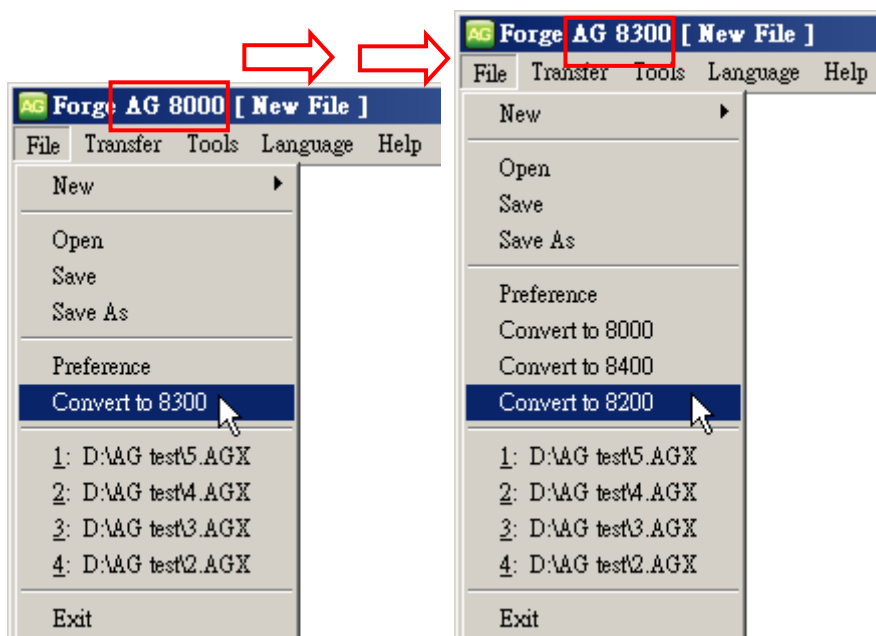 AG Forge AG 8000 [ New File ]
File Transfer Tools Language Help
New
Open
Save
Save As
Preference
Convert to 8300
1: D:\AG test\5.AGX
2: D:\AG test\4.AGX
3: D:\AG test\3.AGX
4: D:\AG test\2.AGX
Exit
AG Forge AG 8300 [ New File ]
File Transfer Tools Language Help
New
Open
Save
Save As
Preference
Convert to 8000
Convert to 8400
Convert to 8200
1: D:\AG test\5.AGX
2: D:\AG test\4.AGX
3: D:\AG test\3.AGX
4: D:\AG test\2.AGX
Exit